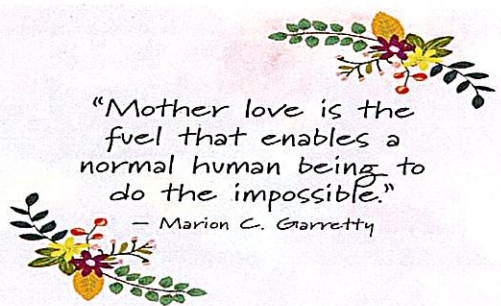 “Mother love is the
fuel that enables a
normal human being to
do the impossible.”
— Marion C. Garretty